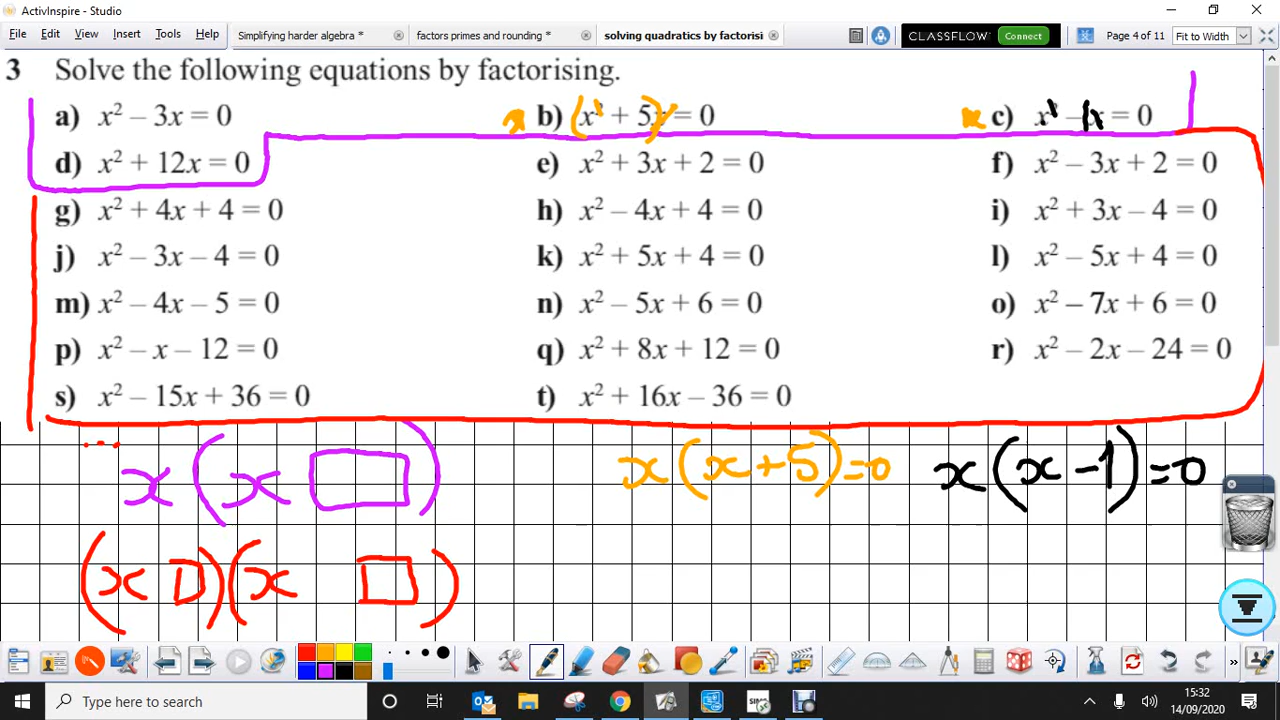 ActivInspire - Studio
File Edit View Insert Tools Help Simplifying harder algebra * factors primes and rounding * solving quadratics by factorisi CLASSFLOW Connect Page 4 of 11 Fit to Width
3 Solve the following equations by factorising.
a) x² – 3x = 0 x b) (x² + 5x) = 0 x c) x² – 1x = 0
d) x² + 12x = 0 e) x² + 3x + 2 = 0 f) x² – 3x + 2 = 0
g) x² + 4x + 4 = 0 h) x² – 4x + 4 = 0 i) x² + 3x – 4 = 0
j) x² – 3x – 4 = 0 k) x² + 5x + 4 = 0 l) x² – 5x + 4 = 0
m) x² – 4x – 5 = 0 n) x² – 5x + 6 = 0 o) x² – 7x + 6 = 0
p) x² – x – 12 = 0 q) x² + 8x + 12 = 0 r) x² – 2x – 24 = 0
s) x² – 15x + 36 = 0 t) x² + 16x – 36 = 0
x(x □) x(x+5)=0 x(x-1)=0
(x □)(x □)
Type here to search
15:32
14/09/2020